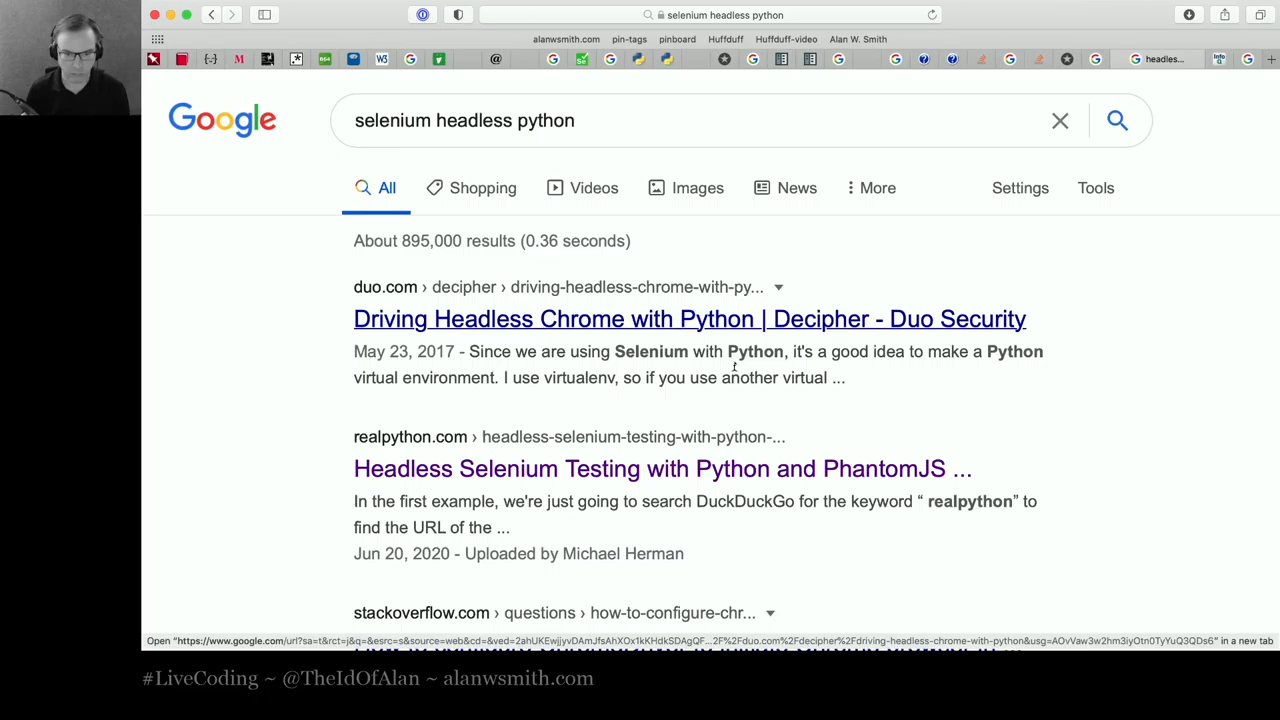 selenium headless python
alanwsmith.com pin-tags pinboard Huffduff Huffduff-video Alan W. Smith
headles...
Google
selenium headless python
All Shopping Videos Images News More Settings Tools
About 895,000 results (0.36 seconds)
duo.com › decipher › driving-headless-chrome-with-py...
Driving Headless Chrome with Python | Decipher - Duo Security
May 23, 2017 - Since we are using Selenium with Python, it's a good idea to make a Python
virtual environment. I use virtualenv, so if you use another virtual ...
realpython.com › headless-selenium-testing-with-python-...
Headless Selenium Testing with Python and PhantomJS ...
In the first example, we're just going to search DuckDuckGo for the keyword “ realpython” to
find the URL of the ...
Jun 20, 2020 - Uploaded by Michael Herman
stackoverflow.com › questions › how-to-configure-chr...
Open "https://www.google.com/url?sa=t&rct=j&q=&esrc=s&source=web&cd=&ved=2ahUKEwjjyvDAmJfsAhXOx1kKHdkSDAgQF...2F%2Fduo.com%2Fdecipher%2Fdriving-headless-chrome-with-python&usg=AOvVaw3w2hm3iyOtn0TyYuQ3QDs6" in a new tab
#LiveCoding ~ @TheIdOfAlan ~ alanwsmith.com